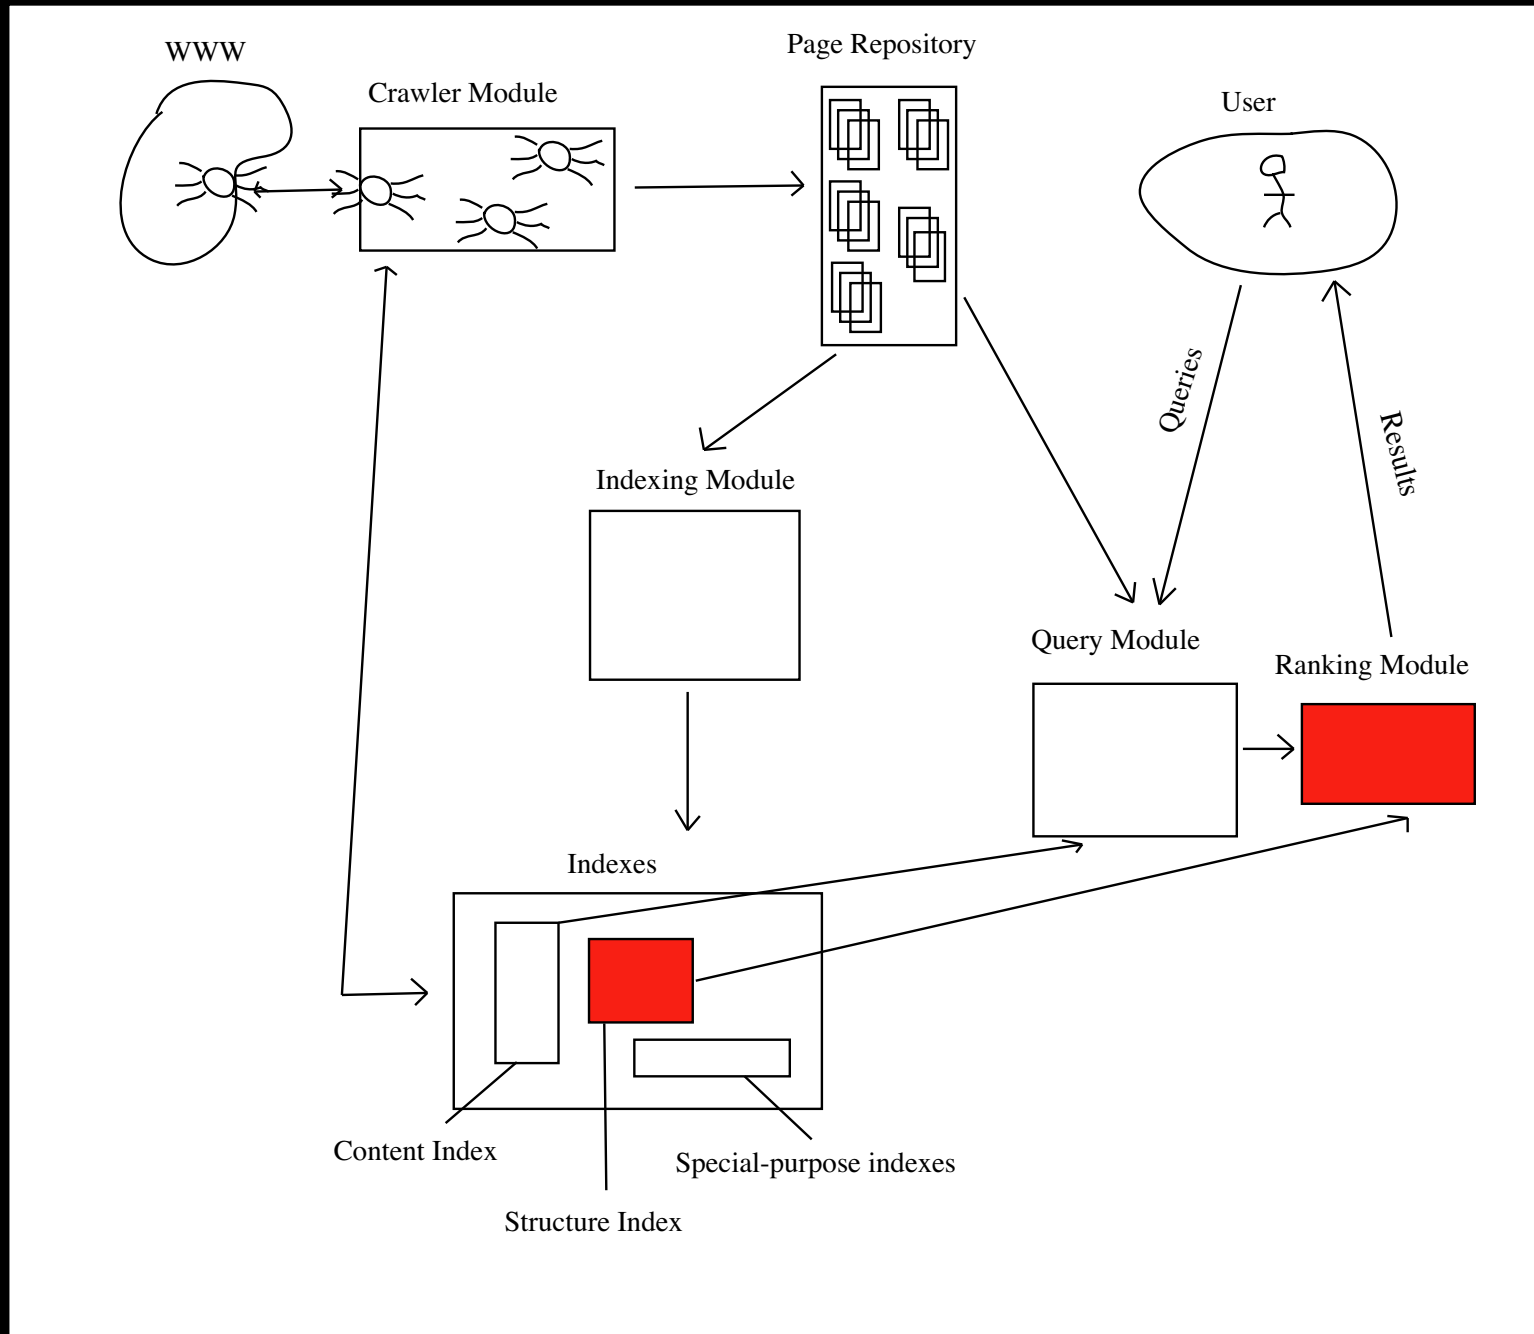 WWW
Crawler Module
Page Repository
User
Queries
Results
Indexing Module
Query Module
Ranking Module
Indexes
Content Index
Special-purpose indexes
Structure Index